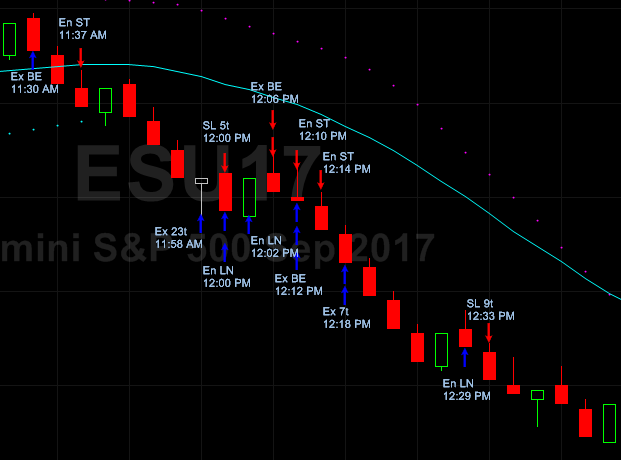 En ST
11:37 AM
Ex BE
11:30 AM
Ex BE
12:06 PM
SL 5t
12:00 PM
En ST
12:10 PM
En ST
12:14 PM
ESU17
Ex 23t
11:58 AM
En LN
12:02 PM
mini S&P 500 Sep 2017
En LN
12:00 PM
Ex BE
12:12 PM
Ex 7t
12:18 PM
SL 9t
12:33 PM
En LN
12:29 PM